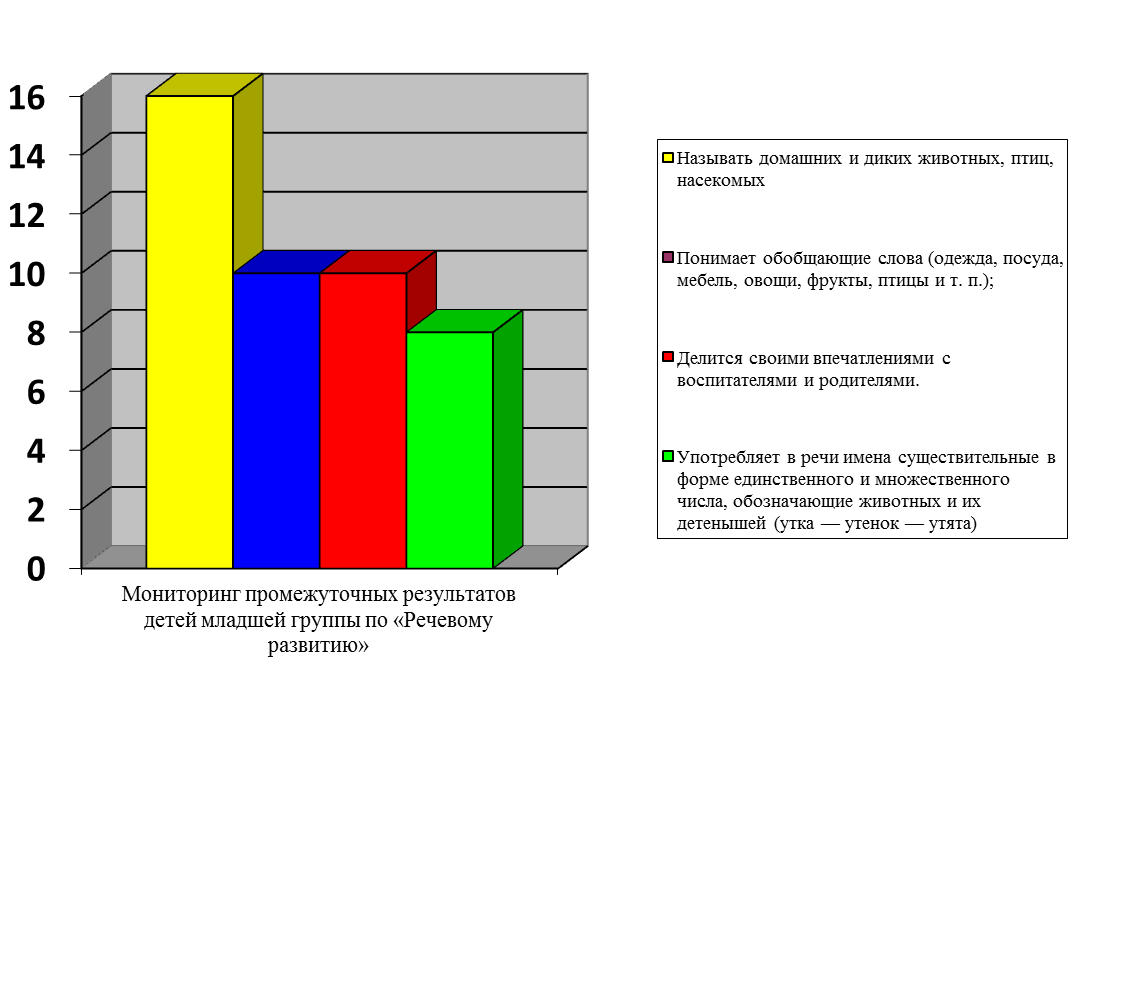 16
14
12
10
8
6
4
2
0
Мониторинг промежуточных результатов
детей младшей группы по «Речевому
развитию»
Называть домашних и диких животных, птиц,
насекомых
Понимает обобщающие слова (одежда, посуда,
мебель, овощи, фрукты, птицы и т. п.);
Делится своими впечатлениями с
воспитателями и родителями.
Употребляет в речи имена существительные в
форме единственного и множественного
числа, обозначающие животных и их
детенышей (утка — утенок — утята)